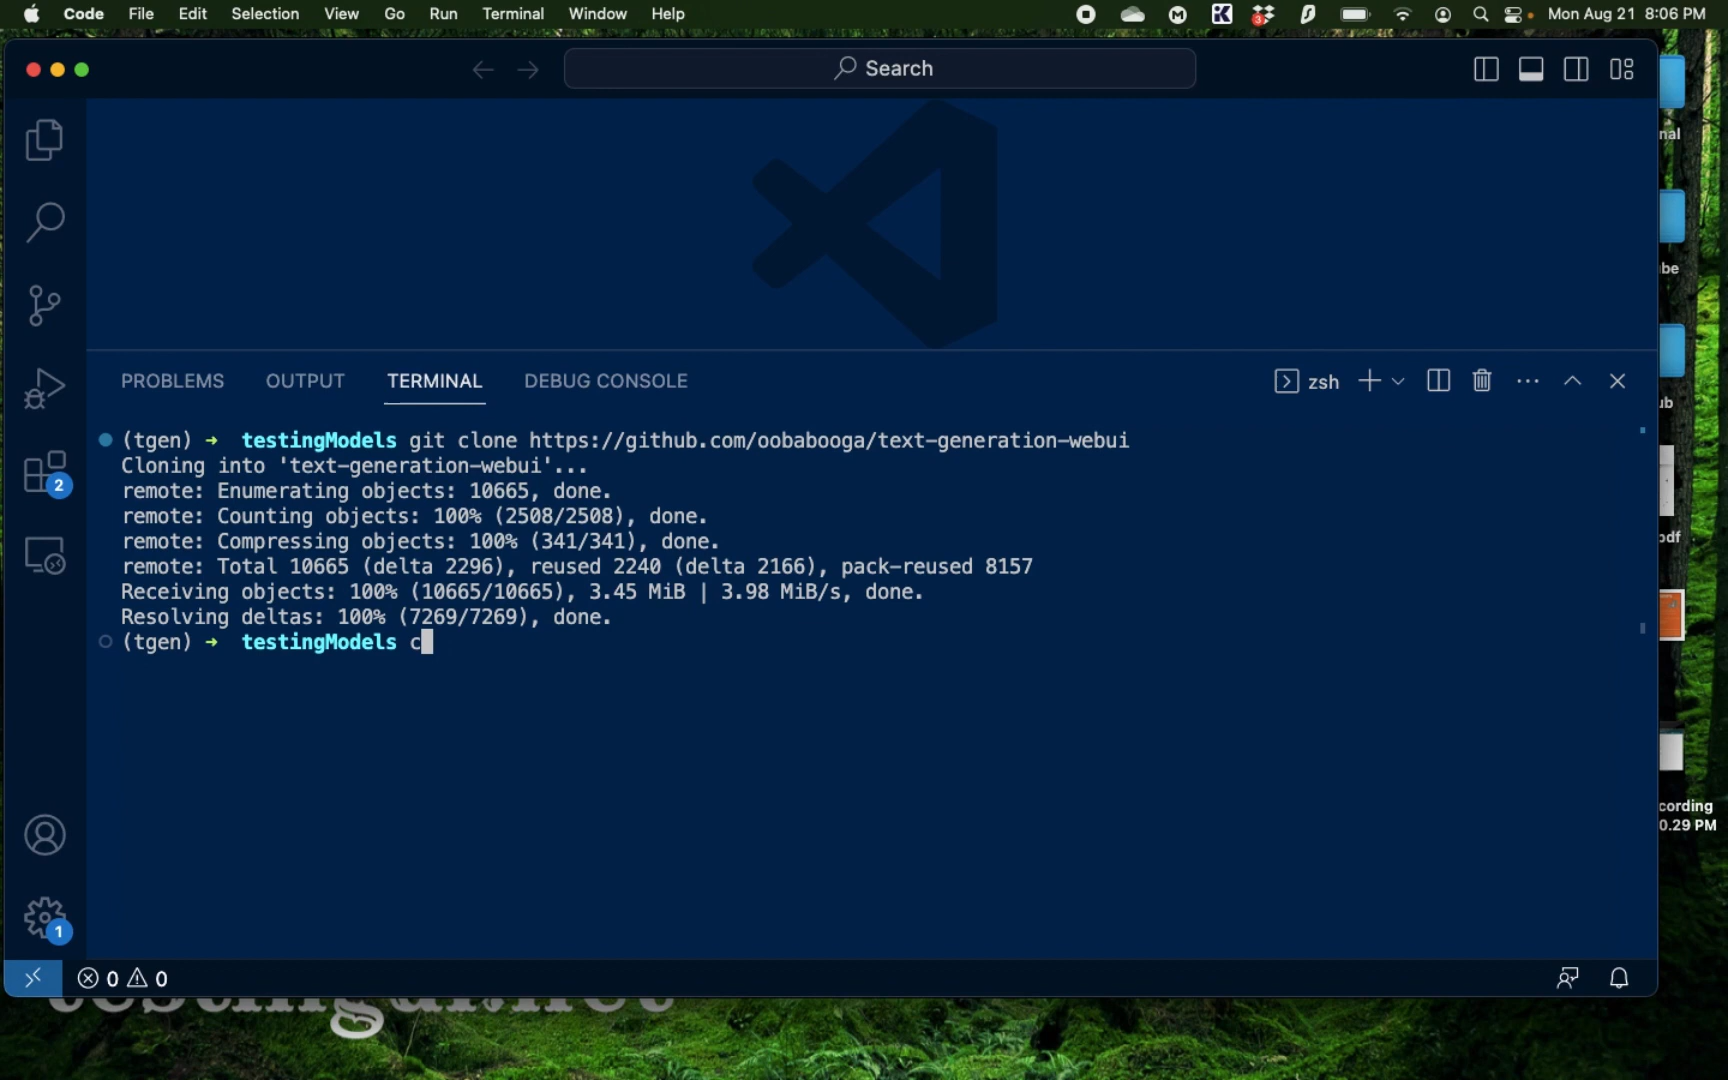 Code File Edit Selection View Go Run Terminal Window Help 3 Mon Aug 21 8:06 PM
Search
nal
be
ub
pdf
PROBLEMS OUTPUT TERMINAL DEBUG CONSOLE zsh
(tgen) → testingModels git clone https://github.com/oobabooga/text-generation-webui
Cloning into 'text-generation-webui'...
remote: Enumerating objects: 10665, done.
remote: Counting objects: 100% (2508/2508), done.
remote: Compressing objects: 100% (341/341), done.
remote: Total 10665 (delta 2296), reused 2240 (delta 2166), pack-reused 8157
Receiving objects: 100% (10665/10665), 3.45 MiB | 3.98 MiB/s, done.
Resolving deltas: 100% (7269/7269), done.
(tgen) → testingModels c
2
cording
0.29 PM
1
0 0